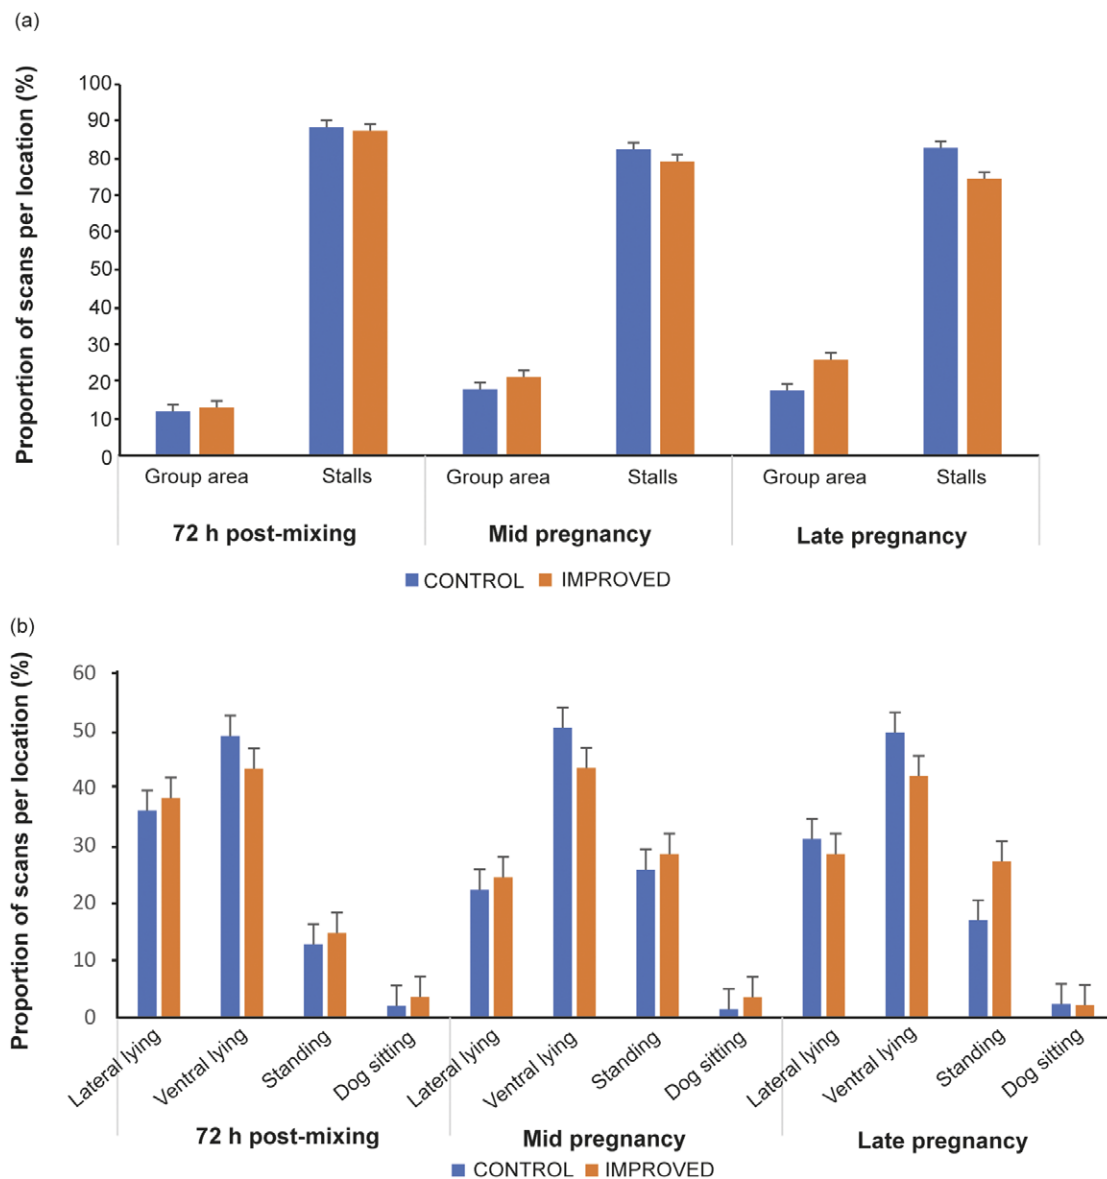 (a)
Proportion of scans per location (%)
100
90
80
70
60
50
40
30
20
10
0
Group area Stalls Group area Stalls Group area Stalls
72 h post-mixing Mid pregnancy Late pregnancy
CONTROL IMPROVED
(b)
Proportion of scans per location (%)
60
50
40
30
20
10
0
Lateral lying Ventral lying Standing Dog sitting Lateral lying Ventral lying Standing Dog sitting Lateral lying Ventral lying Standing Dog sitting
72 h post-mixing Mid pregnancy Late pregnancy
CONTROL IMPROVED